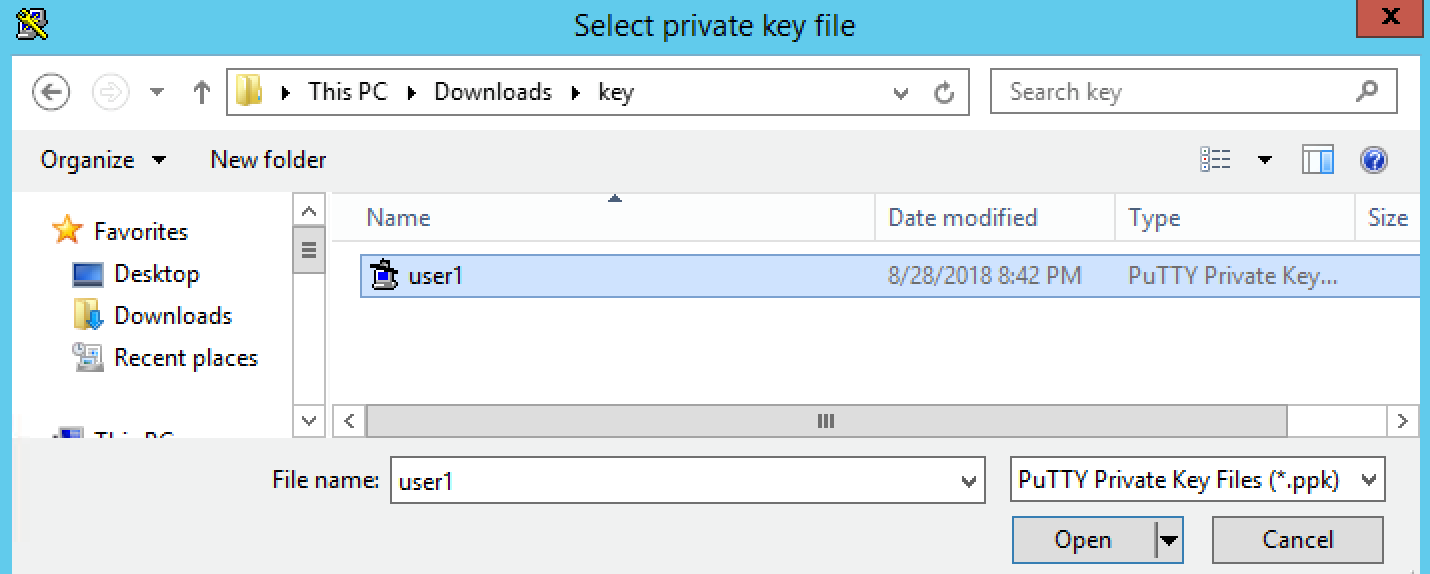 Select private key file
x
This PC Downloads key
Search key
Organize New folder
Name Date modified Type Size
Favorites
Desktop
Downloads
Recent places
This PC
user1 8/28/2018 8:42 PM PuTTY Private Key...
File name: user1 PuTTY Private Key Files (*.ppk)
Open Cancel